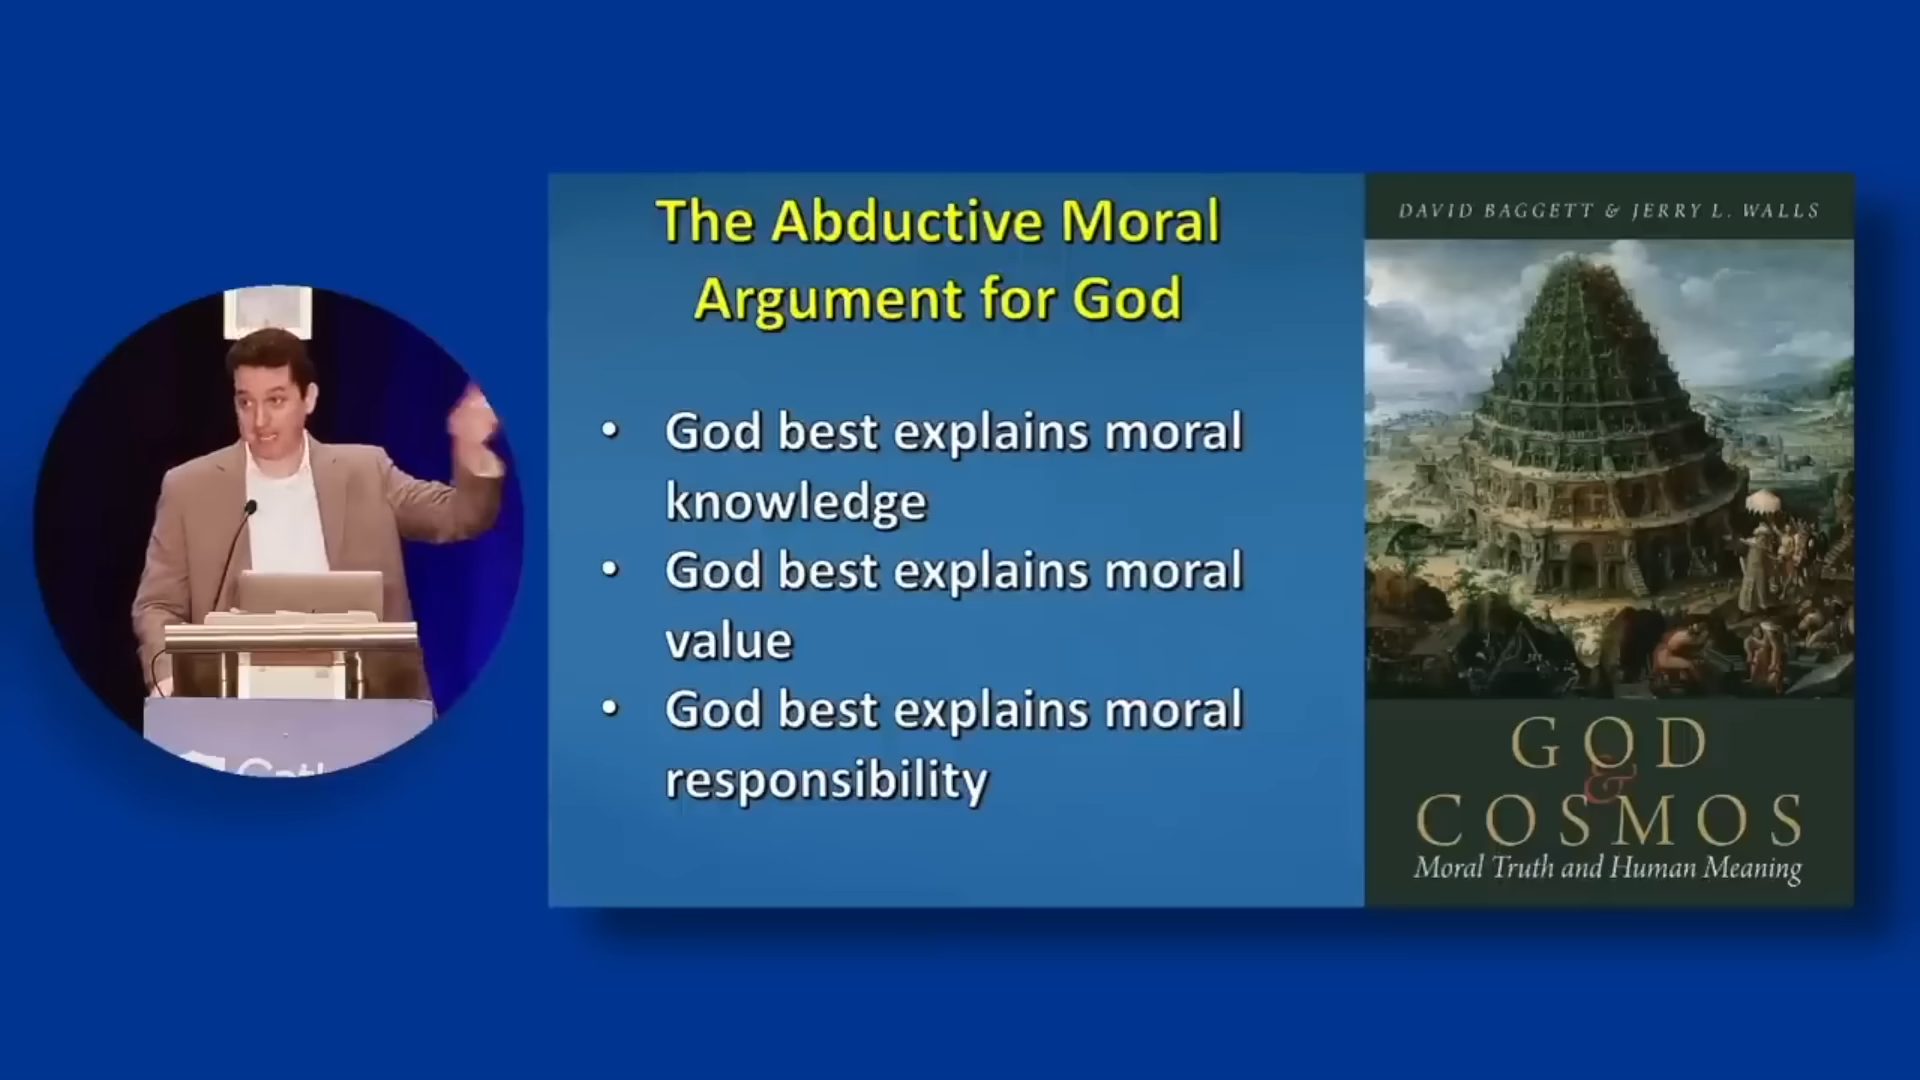 The Abductive Moral
Argument for God
• God best explains moral
knowledge
• God best explains moral
value
• God best explains moral
responsibility
DAVID BAGGETT & JERRY L. WALLS
GOD
&
COSMOS
Moral Truth and Human Meaning